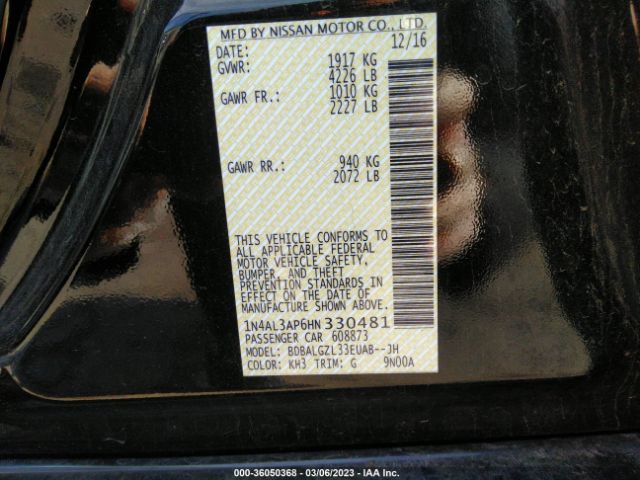 MFD BY NISSAN MOTOR CO., LTD.
DATE: 12/16
GVWR: 1917 KG
4226 LB
GAWR FR.: 1010 KG
2227 LB
GAWR RR.: 940 KG
2072 LB
THIS VEHICLE CONFORMS TO
ALL APPLICABLE FEDERAL
MOTOR VEHICLE SAFETY,
BUMPER, AND THEFT
PREVENTION STANDARDS IN
EFFECT ON THE DATE OF
MANUFACTURE SHOWN ABOVE.
1N4AL3AP6HN330481
PASSENGER CAR 608873
MODEL: BDBALGZL33EUAB--JH
COLOR: KH3 TRIM: G 9N00A
000-36050368 - 03/06/2023 - IAA Inc.